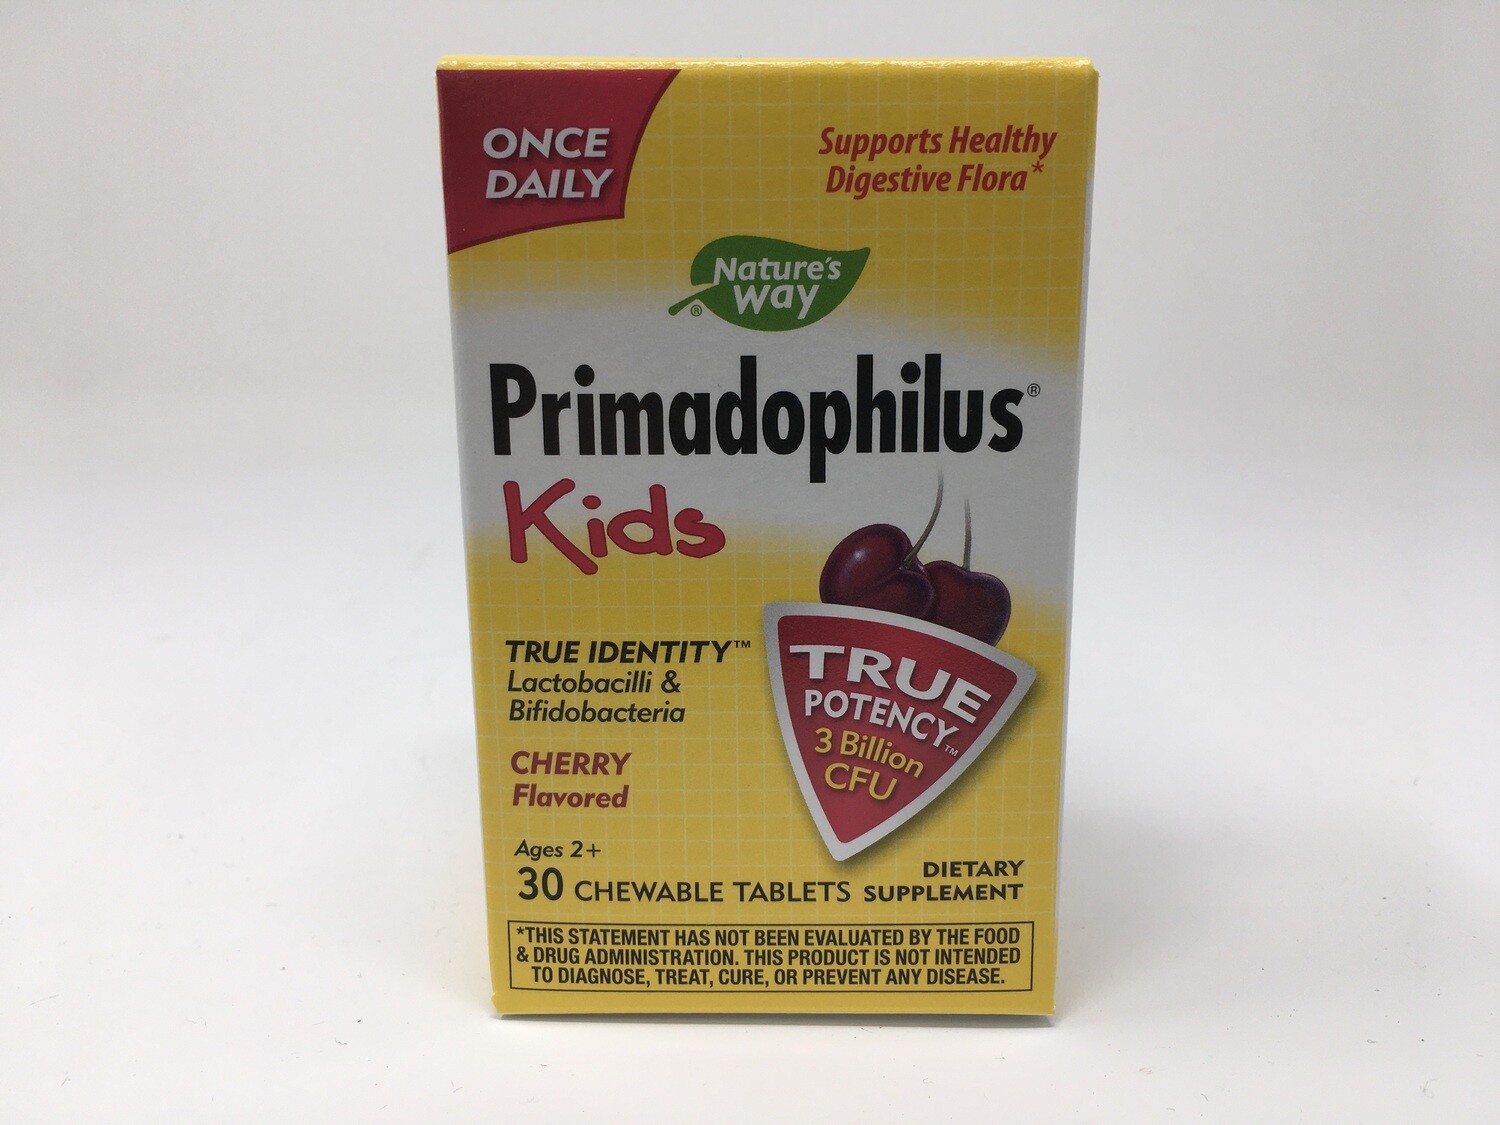 ONCE
DAILY
Supports Healthy
Digestive Flora*
Nature's
Way®
Primadophilus®
Kids
TRUE IDENTITY™
Lactobacilli &
Bifidobacteria
CHERRY
Flavored
TRUE
POTENCY™
3 Billion
CFU
Ages 2+
30 CHEWABLE TABLETS
DIETARY
SUPPLEMENT
*THIS STATEMENT HAS NOT BEEN EVALUATED BY THE FOOD
& DRUG ADMINISTRATION. THIS PRODUCT IS NOT INTENDED
TO DIAGNOSE, TREAT, CURE, OR PREVENT ANY DISEASE.